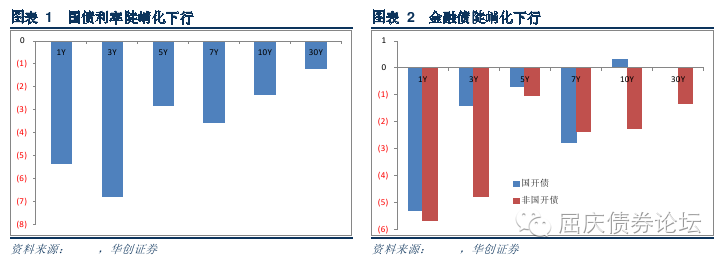 图表 1 国债利率陡峭化下行
0
1Y 3Y 5Y 7Y 10Y 30Y
(1)
(2)
(3)
(4)
(5)
(6)
(7)
(8)
资料来源： ，华创证券
图表 2 金融债陡峭化下行
1
0
1Y 3Y 5Y 7Y 10Y 30Y
(1)
(2)
(3)
(4)
(5)
(6)
国开债
非国开债
屈庆债券论坛
资料来源： ，华创证券